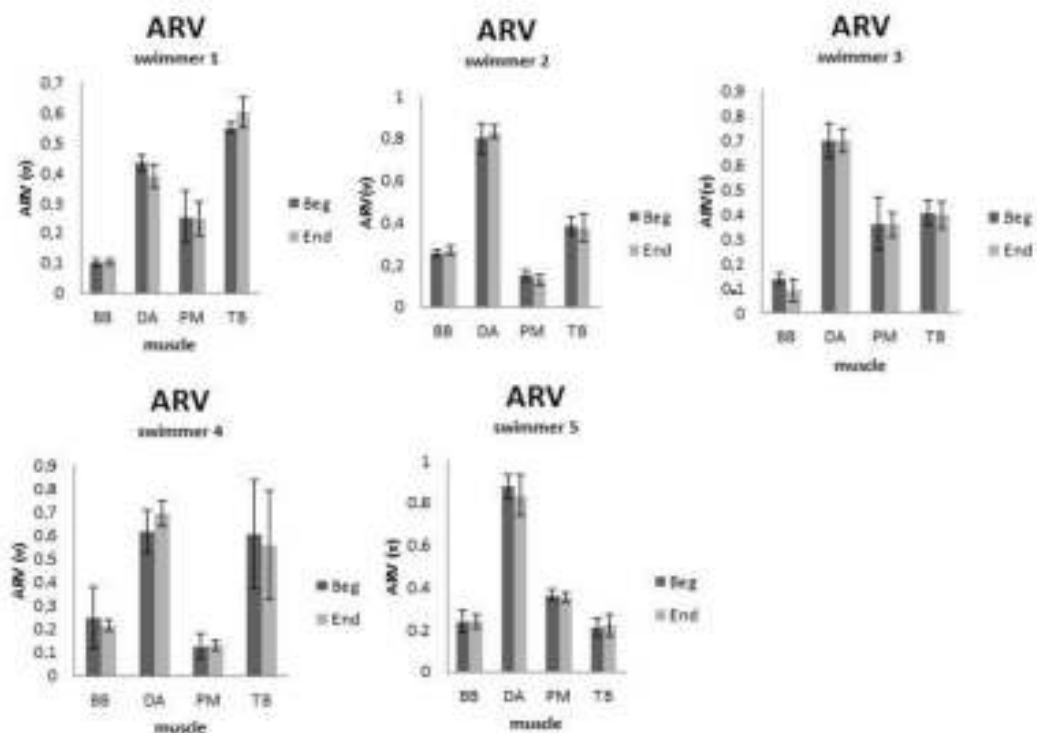 ARV
swimmer 1
0,7
0,6
0,5
0,4
0,3
0,2
0,1
0
ARV (v)
BB DA PM TB
muscle
Beg
End
ARV
swimmer 2
1
0,8
0,6
0,4
0,2
0
ARV(v)
BB DA PM TB
muscle
Beg
End
ARV
swimmer 3
0,9
0,8
0,7
0,6
0,5
0,4
0,3
0,2
0,1
0
ARV(v)
BB DA PM TB
muscle
Beg
End
ARV
swimmer 4
0,9
0,8
0,7
0,6
0,5
0,4
0,3
0,2
0,1
0
ARV (v)
BB DA PM TB
muscle
Beg
End
ARV
swimmer 5
1
0,8
0,6
0,4
0,2
0
ARV (v)
BB DA PM TB
muscle
Beg
End